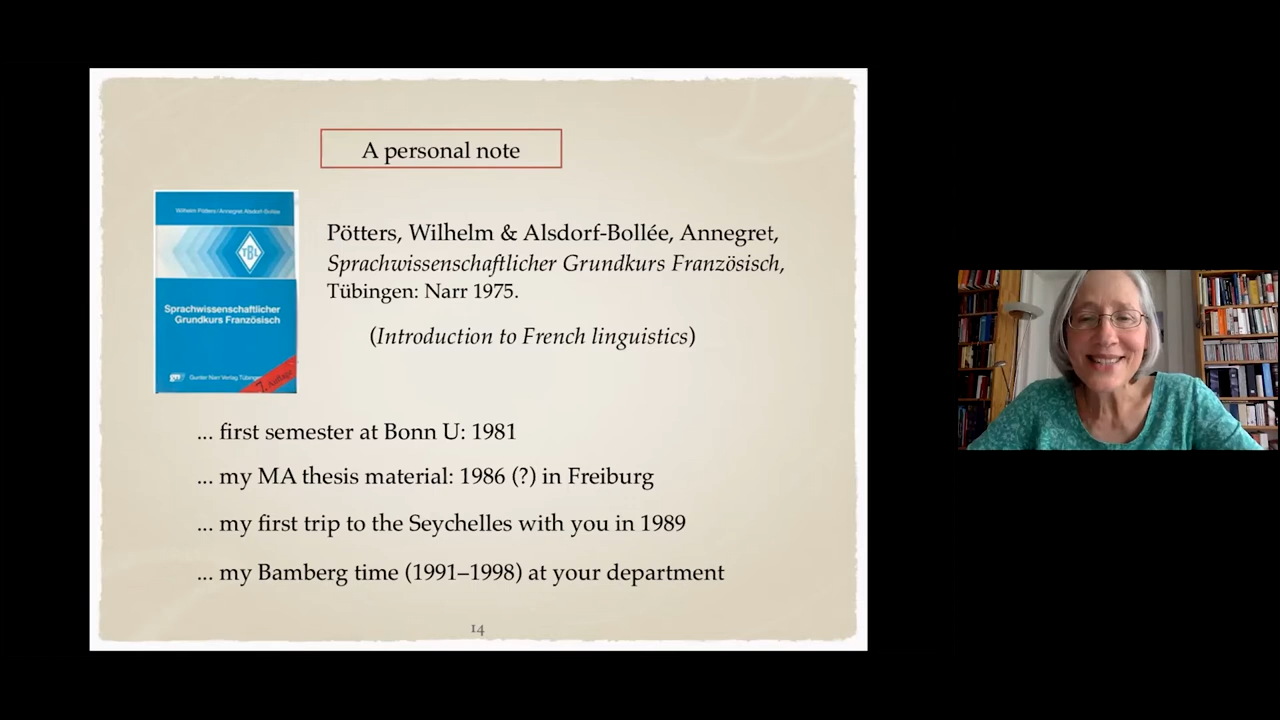 A personal note
Wilhelm Pötters/Annegret Alsdorf-Bollée
TBL
Sprachwissenschaftlicher
Grundkurs Französisch
Gunter Narr Verlag Tübingen
7. Auflage
Pötters, Wilhelm & Alsdorf-Bollée, Annegret,
Sprachwissenschaftlicher Grundkurs Französisch,
Tübingen: Narr 1975.
(Introduction to French linguistics)
... first semester at Bonn U: 1981
... my MA thesis material: 1986 (?) in Freiburg
... my first trip to the Seychelles with you in 1989
... my Bamberg time (1991–1998) at your department
14